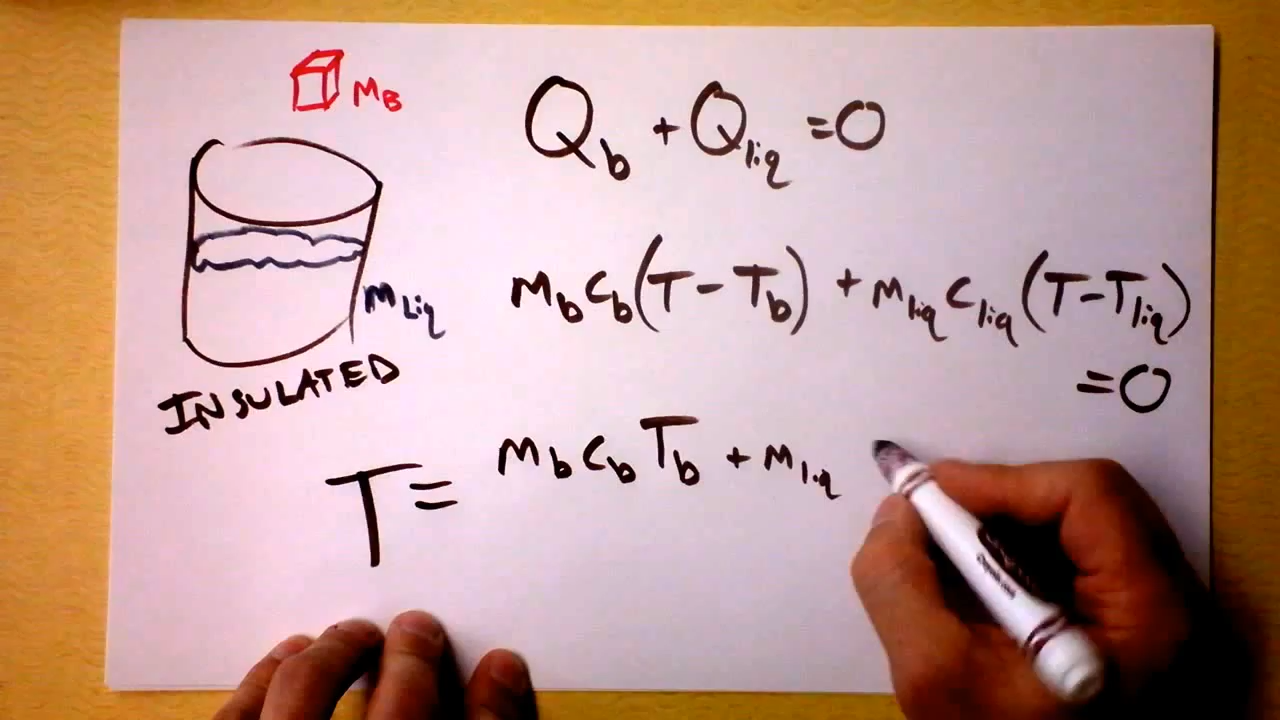 M_B
Q_b + Q_liq = 0
m_b c_b (T - T_b) + m_liq c_liq (T - T_liq)
= 0
M_Liq
INSULATED
T = m_b c_b T_b + m_liq